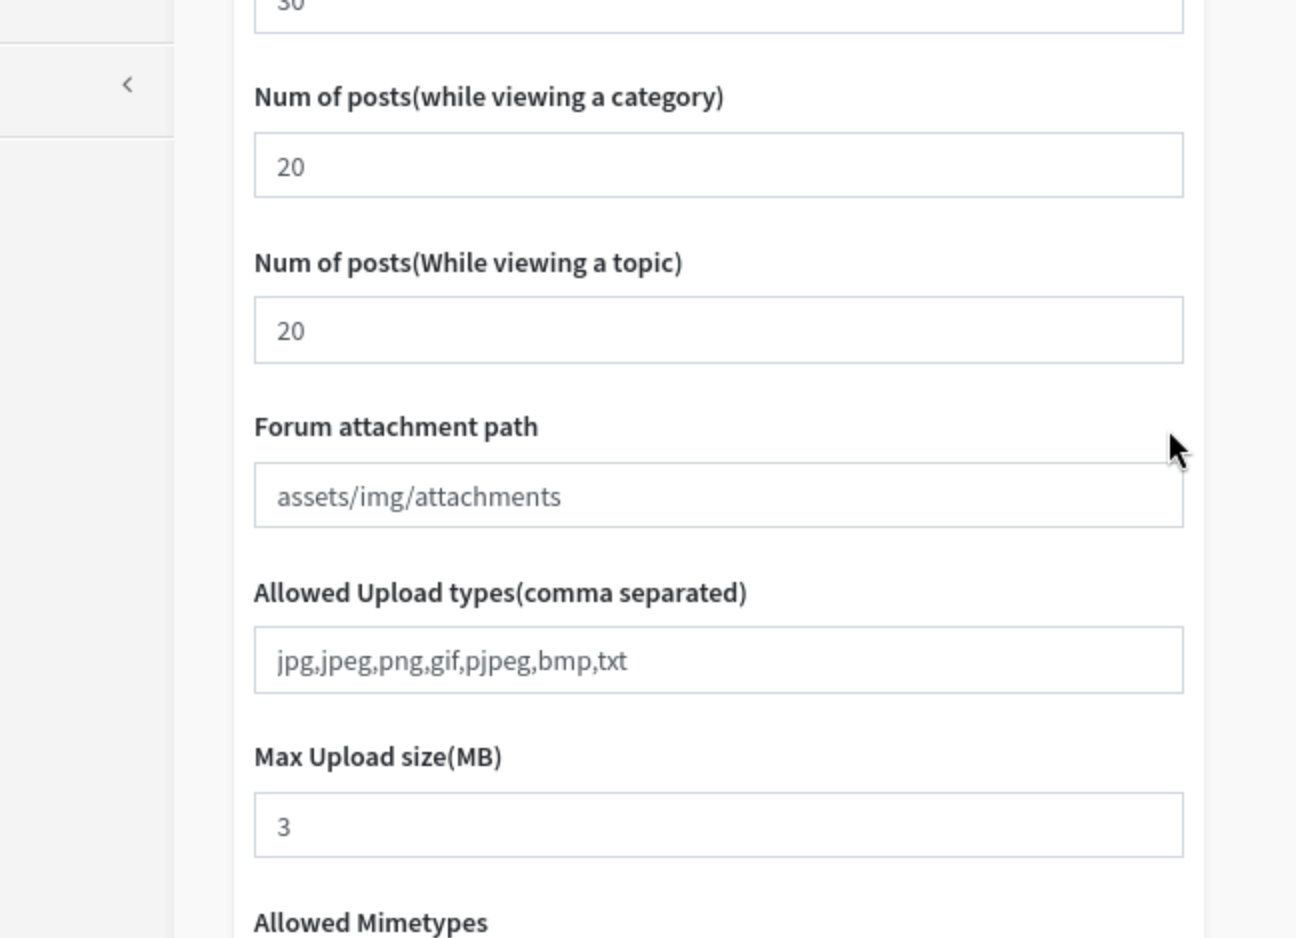 30
Num of posts(while viewing a category)
20
Num of posts(While viewing a topic)
20
Forum attachment path
assets/img/attachments
Allowed Upload types(comma separated)
jpg,jpeg,png,gif,pjpeg,bmp,txt
Max Upload size(MB)
3
Allowed Mimetypes